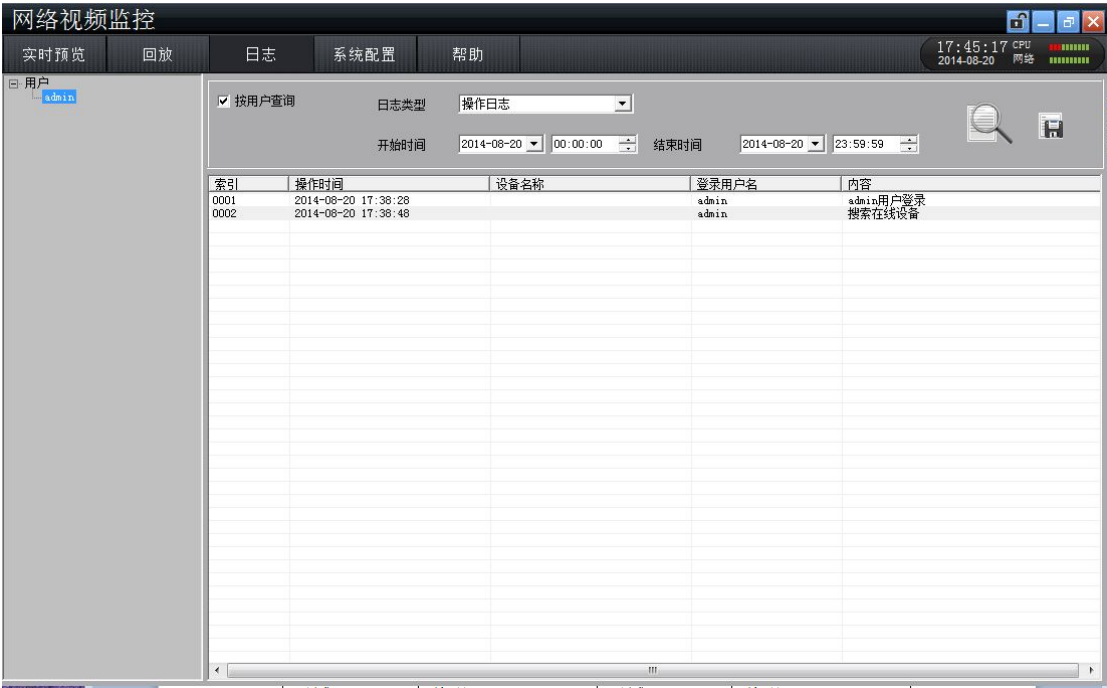 网络视频监控
实时预览 回放 日志 系统配置 帮助 17:45:17 CPU
2014-08-20 网络
用户
admin
按用户查询 日志类型 操作日志
开始时间 2014-08-20 00:00:00 结束时间 2014-08-20 23:59:59
索引 操作时间 设备名称 登录用户名 内容
0001 2014-08-20 17:38:28 admin admin用户登录
0002 2014-08-20 17:38:48 admin 搜索在线设备